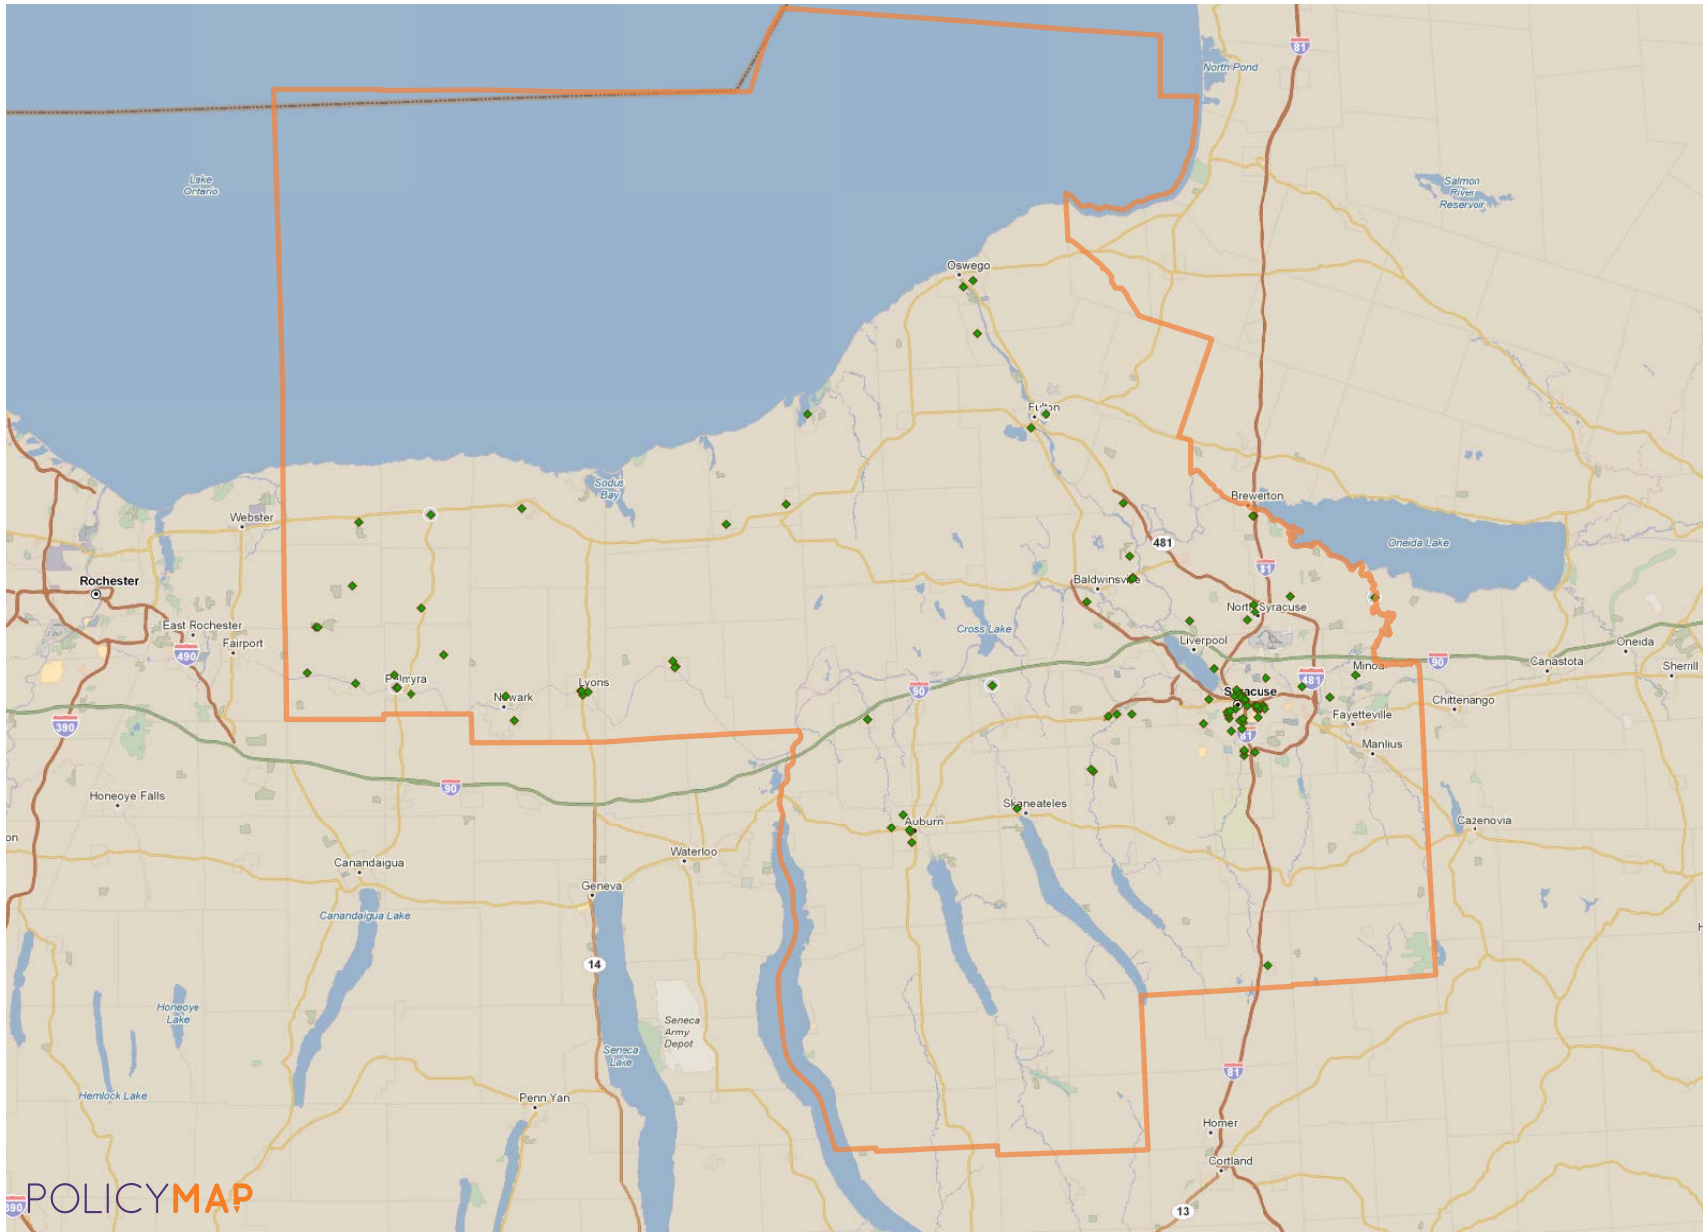 81
North Pond
Lake
Ontario
Salmon
River
Reservoir
Oswego
Fulton
Sodus
Bay
Brewerton
Webster
481
Oneida Lake
81
Rochester
Baldwinsville
North Syracuse
East Rochester
Cross Lake
Fairport
490
Liverpool
Oneida
90
Canastota
Minoa
Sherrill
Palmyra
Lyons
481
90
Newark
Syracuse
Chittenango
390
Fayetteville
81
Manlius
90
Honeoye Falls
Skaneateles
Auburn
Cazenovia
on
Waterloo
Canandaigua
Geneva
Canandaigua Lake
H
14
Honeoye
Lake
Seneca
Army
Depot
Seneca
Lake
81
Hemlock Lake
Penn Yan
Homer
Cortland
POLICYMAP
390
13